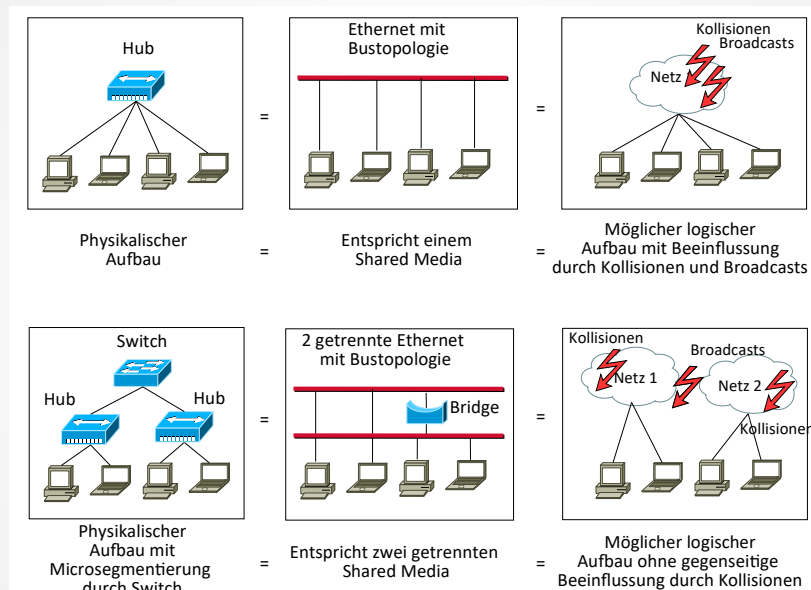 Hub
Ethernet mit
Bustopologie
Kollisionen
Broadcasts
Netz
=
=
Physikalischer
Aufbau
=
Entspricht einem
Shared Media
=
Möglicher logischer
Aufbau mit Beeinflussung
durch Kollisionen und Broadcasts
Switch
Hub
Hub
=
2 getrennte Ethernet
mit Bustopologie
Bridge
=
Kollisionen
Broadcasts
Netz 1
Netz 2
Kollisionen
Physikalischer
Aufbau mit
Microsegmentierung
durch Switch
=
Entspricht zwei getrennten
Shared Media
=
Möglicher logischer
Aufbau ohne gegenseitige
Beeinflussung durch Kollisionen